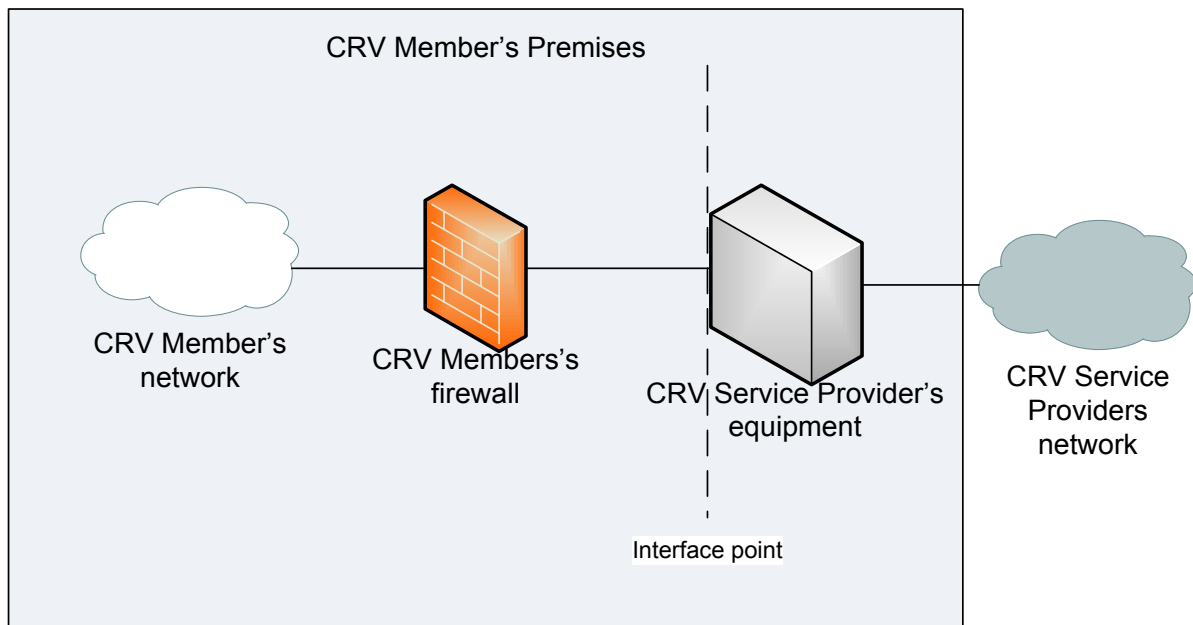 CRV Member’s Premises
CRV Member’s
network
CRV Members’s
firewall
CRV Service Provider’s
equipment
CRV Service
Providers
network
Interface point